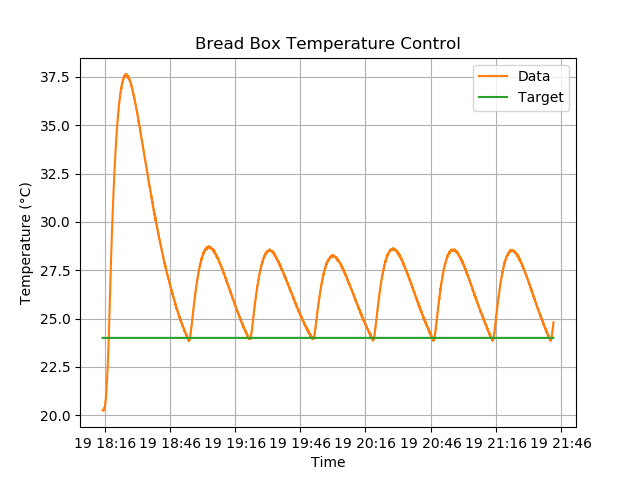 Bread Box Temperature Control
Data
Target
Temperature (°C)
37.5
35.0
32.5
30.0
27.5
25.0
22.5
20.0
19 18:16 19 18:46 19 19:16 19 19:46 19 20:16 19 20:46 19 21:16 19 21:46
Time